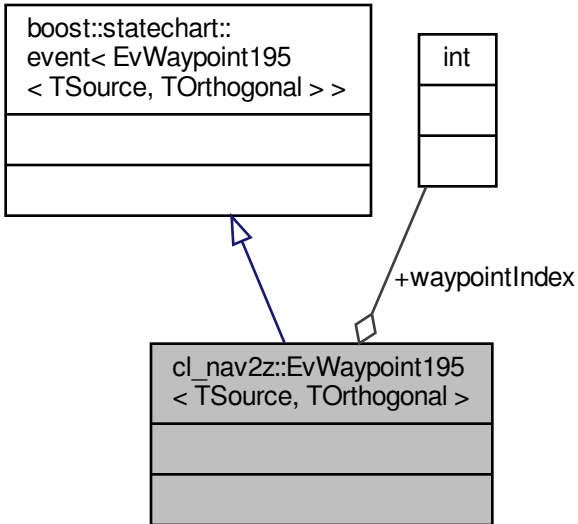 boost::statechart::
event< EvWaypoint195
< TSource, TOrthogonal > >
int
+waypointIndex
cl_nav2z::EvWaypoint195
< TSource, TOrthogonal >